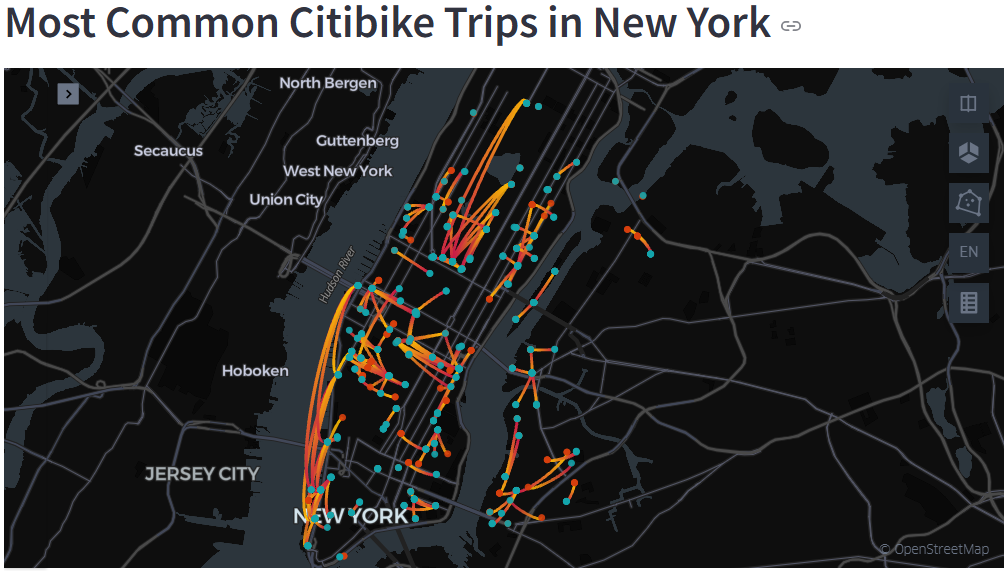 Most Common Citibike Trips in New York
North Bergen
Guttenberg
Secaucus
West New York
Union City
EN
Hudson River
Hoboken
JERSEY CITY
NEW YORK
© OpenStreetMap